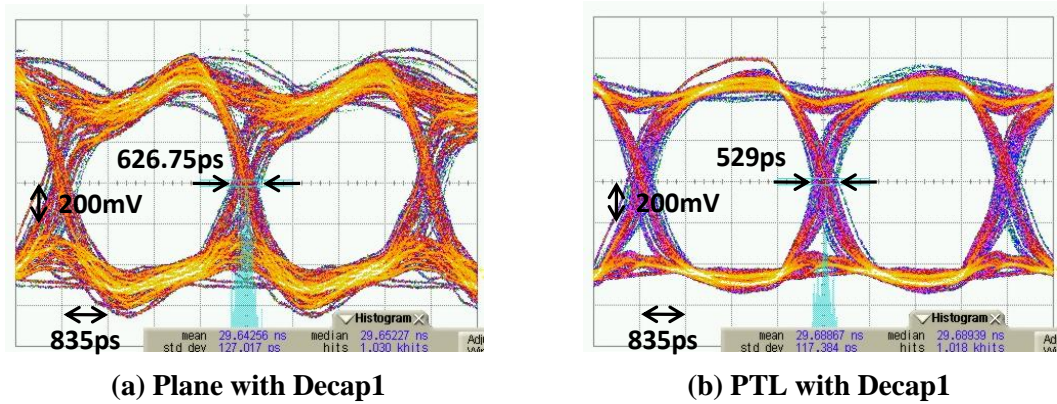 626.75ps
200mV
835ps
Histogram
mean 29.64256 ns median 29.65227 ns
std dev 127.017 ps hits 1.030 khits
(a) Plane with Decap1
529ps
200mV
835ps
Histogram
mean 29.68867 ns median 29.68939 ns
std dev 117.384 ps hits 1.018 khits
(b) PTL with Decap1